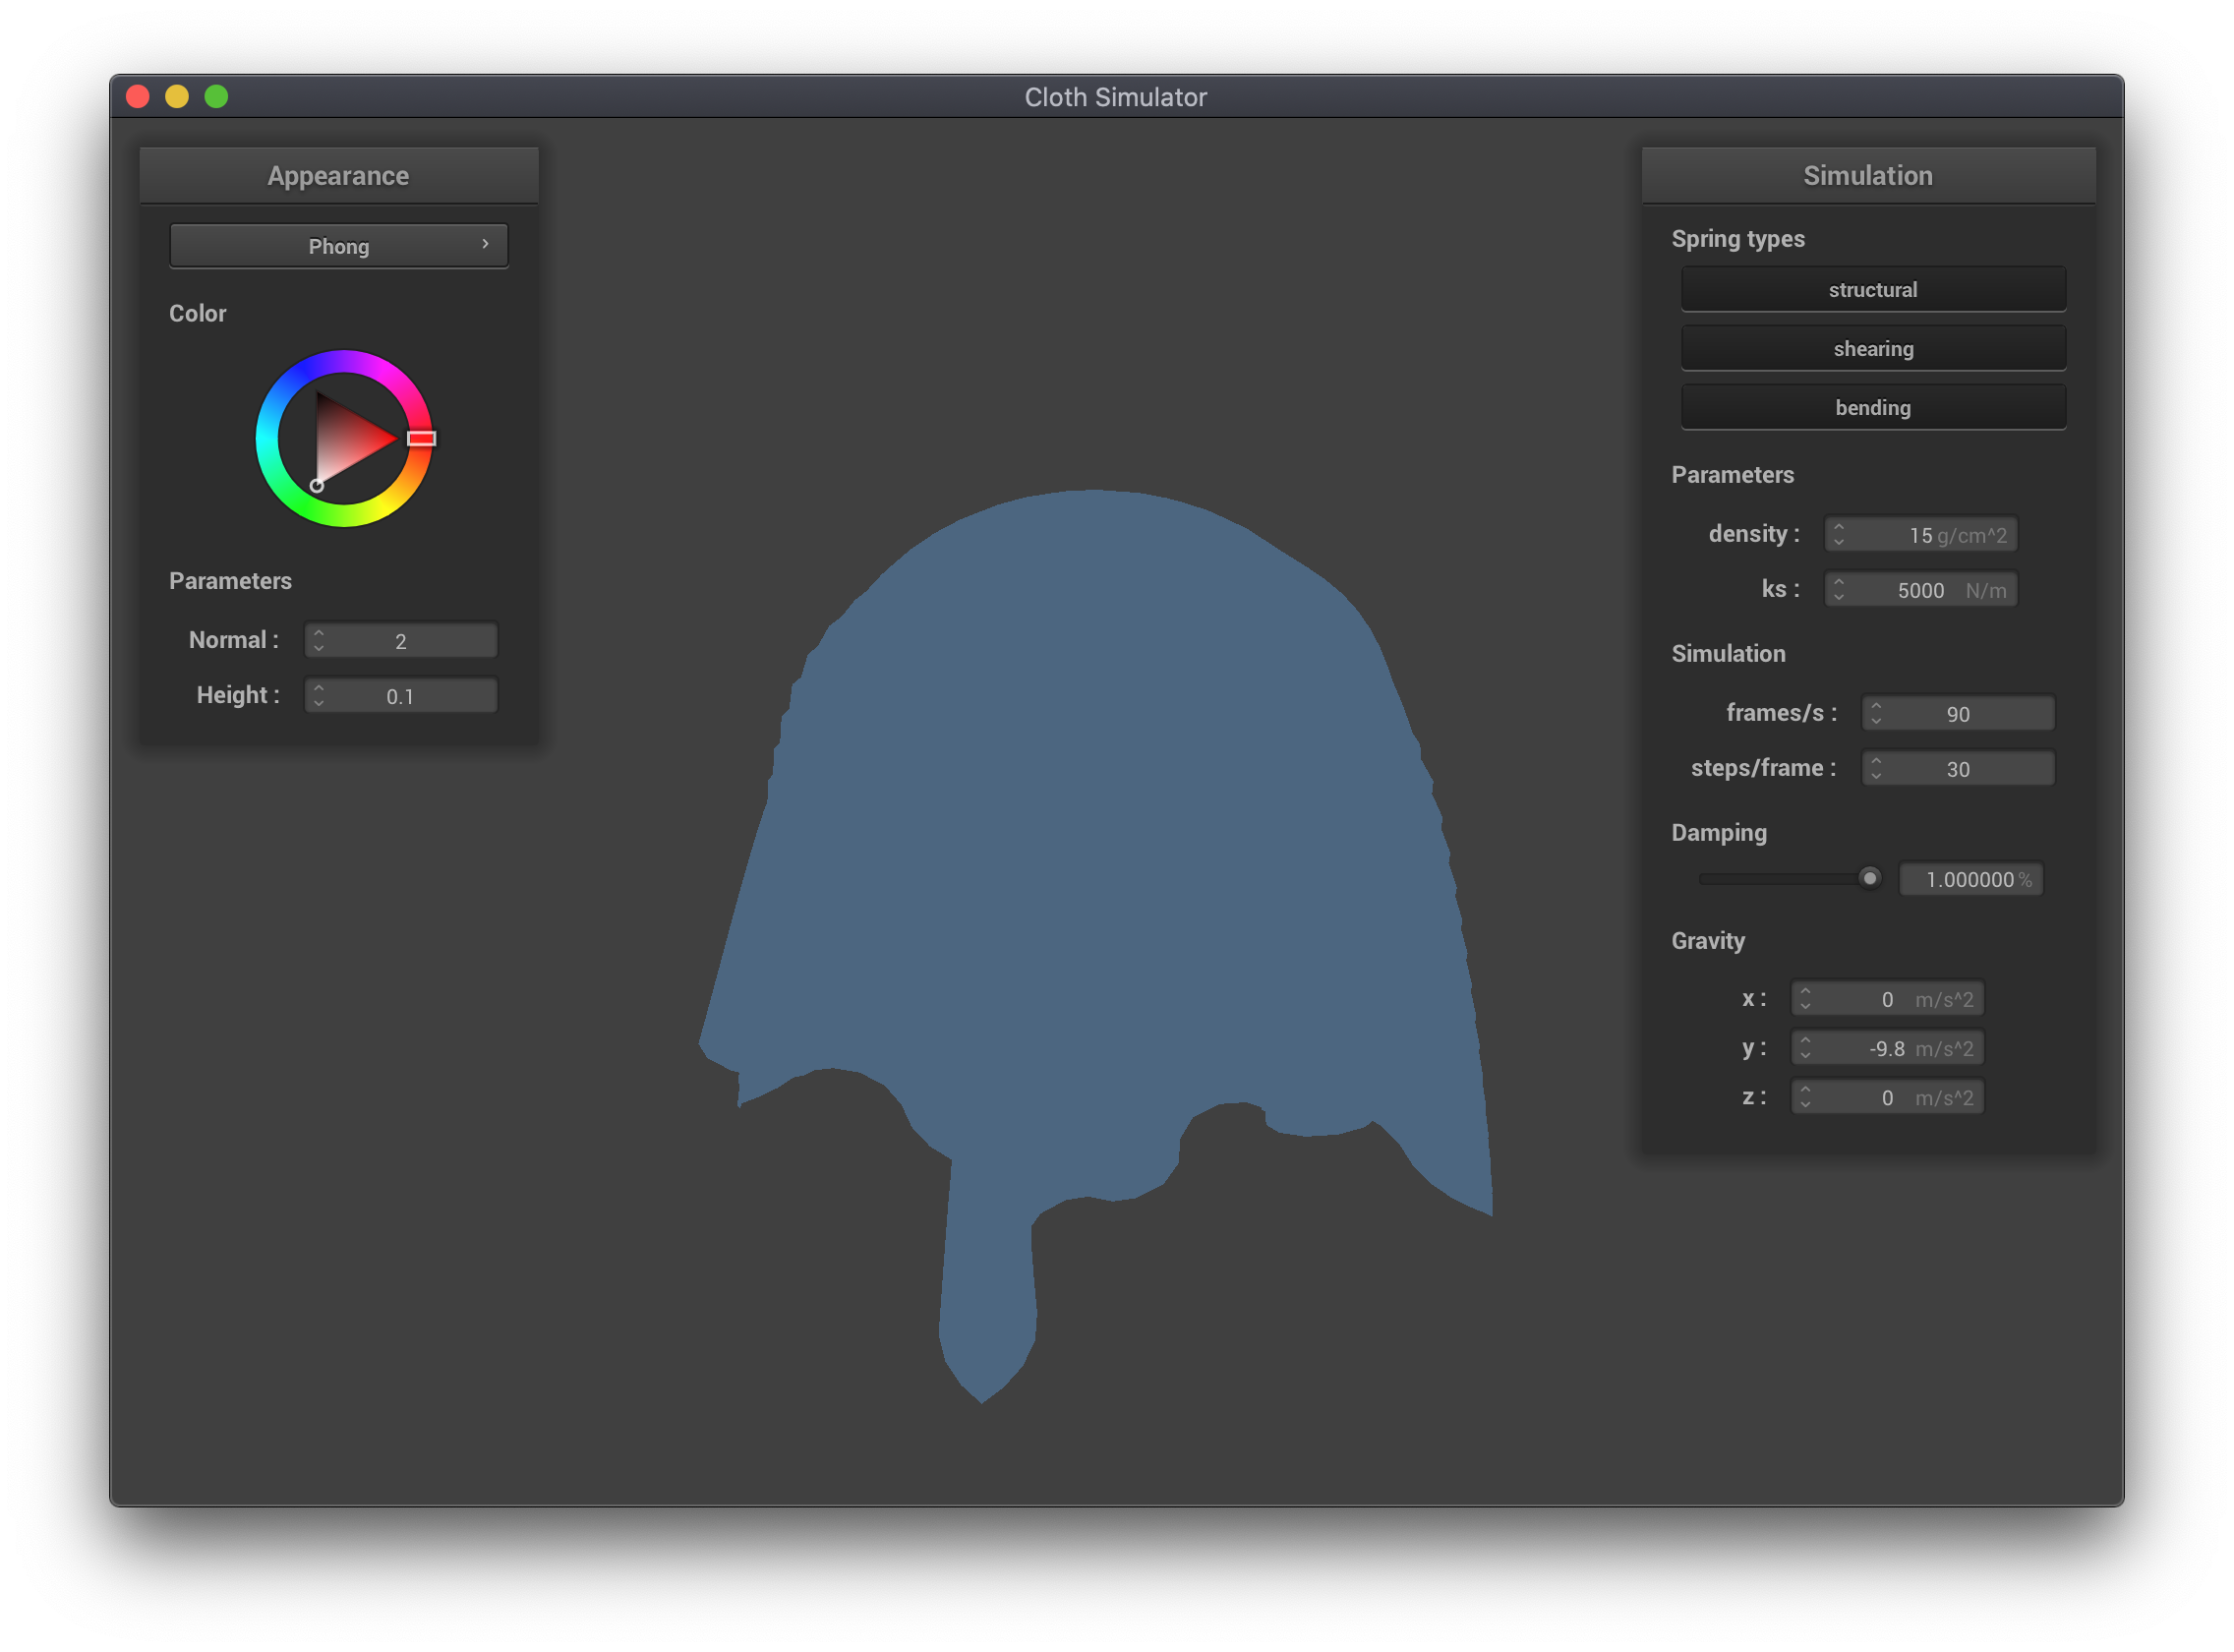 Cloth Simulator
Appearance
Phong
Color
Parameters
Normal : 2
Height : 0.1
Simulation
Spring types
structural
shearing
bending
Parameters
density : 15 g/cm^2
ks : 5000 N/m
Simulation
frames/s : 90
steps/frame : 30
Damping
1.000000 %
Gravity
x : 0 m/s^2
y : -9.8 m/s^2
z : 0 m/s^2